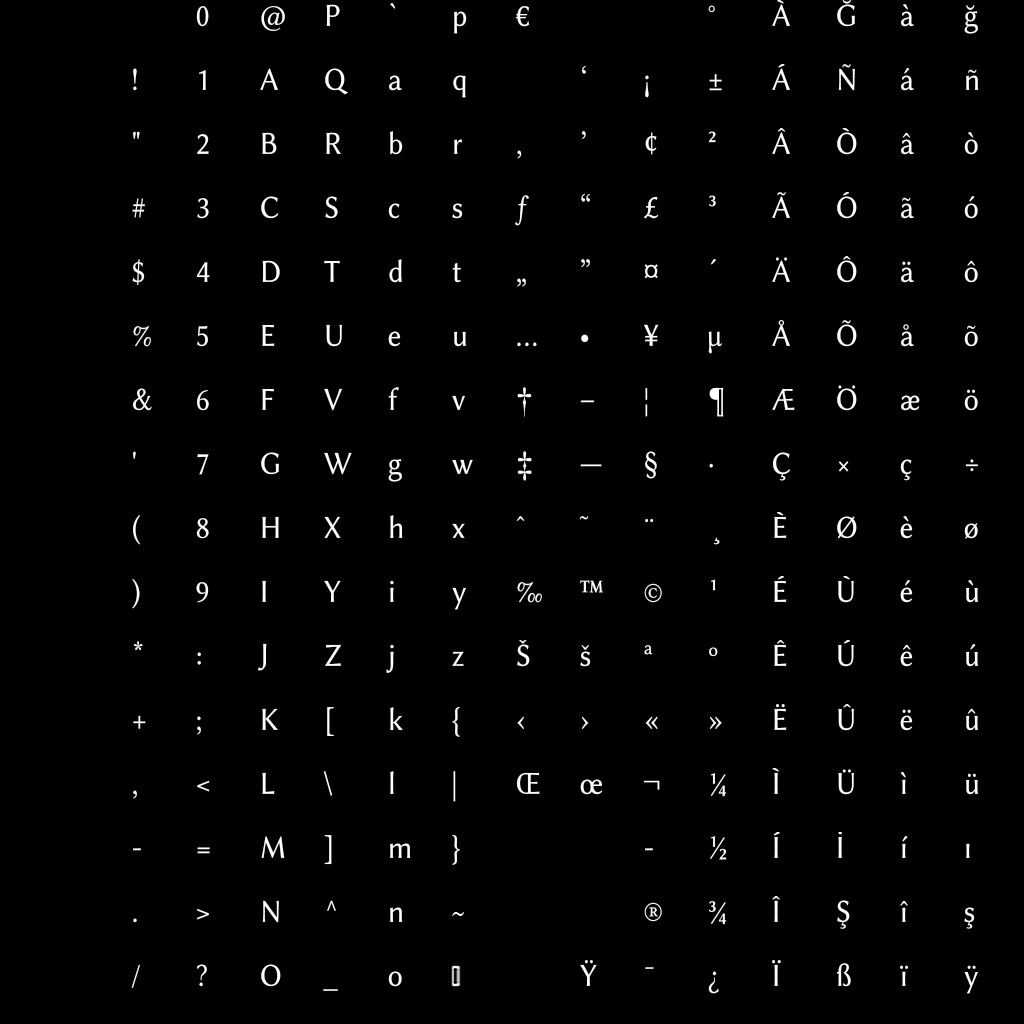 0 @ P ` p € ° À Ğ à ğ
! 1 A Q a q ‘ ¡ ± Á Ñ á ñ
" 2 B R b r ‚ ’ ¢ ² Â Ò â ò
# 3 C S c s ƒ “ £ ³ Ã Ó ã ó
$ 4 D T d t „ ” ¤ ´ Ä Ô ä ô
% 5 E U e u … • ¥ µ Å Õ å õ
& 6 F V f v † – ¦ ¶ Æ Ö æ ö
' 7 G W g w ‡ — § · Ç × ç ÷
( 8 H X h x ˆ ˜ ¨ ¸ È Ø è ø
) 9 I Y i y ‰ ™ © ¹ É Ù é ù
* : J Z j z Š š ª º Ê Ú ê ú
+ ; K [ k { ‹ › « » Ë Û ë û
, < L \ l | Œ œ ¬ ¼ Ì Ü ì ü
- = M ] m } - ½ Í İ í ı
. > N ^ n ~ ® ¾ Î Ş î ş
/ ? O _ o ▯ Ÿ ¯ ¿ Ï ß ï ÿ